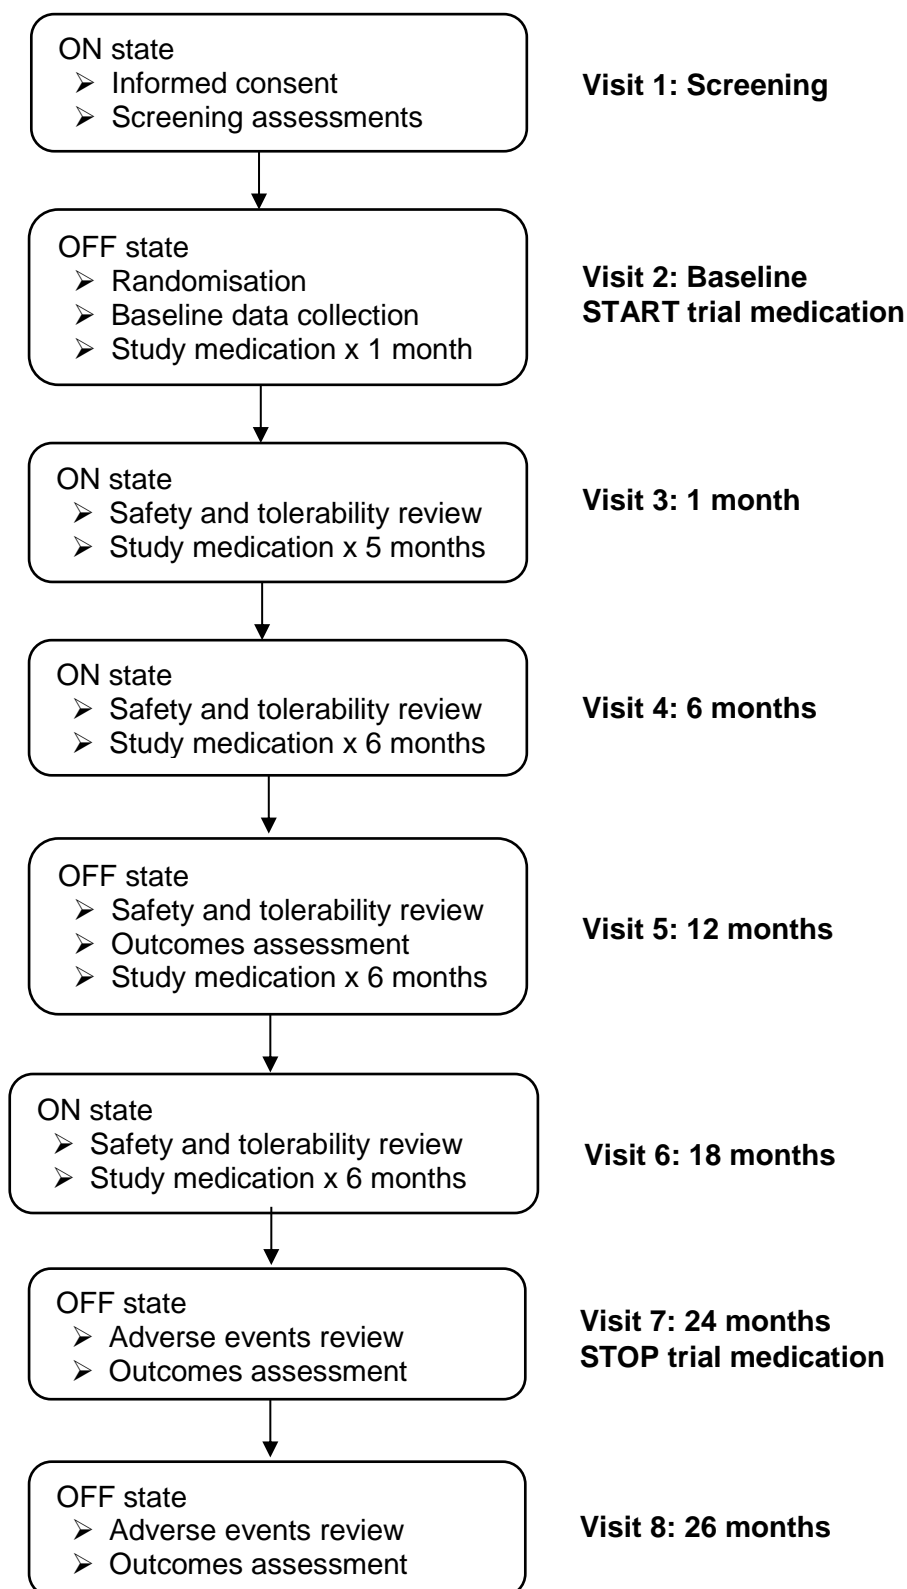 ON state
➢ Informed consent
➢ Screening assessments
Visit 1: Screening
OFF state
➢ Randomisation
➢ Baseline data collection
➢ Study medication x 1 month
Visit 2: Baseline
START trial medication
ON state
➢ Safety and tolerability review
➢ Study medication x 5 months
Visit 3: 1 month
ON state
➢ Safety and tolerability review
➢ Study medication x 6 months
Visit 4: 6 months
OFF state
➢ Safety and tolerability review
➢ Outcomes assessment
➢ Study medication x 6 months
Visit 5: 12 months
ON state
➢ Safety and tolerability review
➢ Study medication x 6 months
Visit 6: 18 months
OFF state
➢ Adverse events review
➢ Outcomes assessment
Visit 7: 24 months
STOP trial medication
OFF state
➢ Adverse events review
➢ Outcomes assessment
Visit 8: 26 months